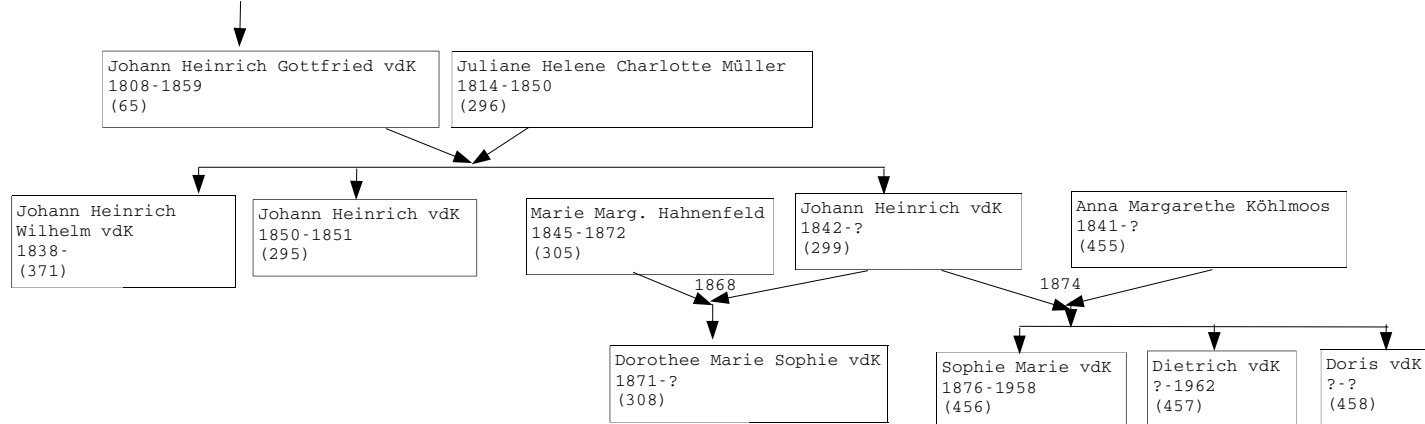 Johann Heinrich Gottfried vdK
1808-1859
(65)
Juliane Helene Charlotte Müller
1814-1850
(296)
Johann Heinrich
Wilhelm vdK
1838-
(371)
Johann Heinrich vdK
1850-1851
(295)
Marie Marg. Hahnenfeld
1845-1872
(305)
Johann Heinrich vdK
1842-?
(299)
Anna Margarethe Köhlmoos
1841-?
(455)
1868
1874
Dorothee Marie Sophie vdK
1871-?
(308)
Sophie Marie vdK
1876-1958
(456)
Dietrich vdK
?-1962
(457)
Doris vdK
?-?
(458)